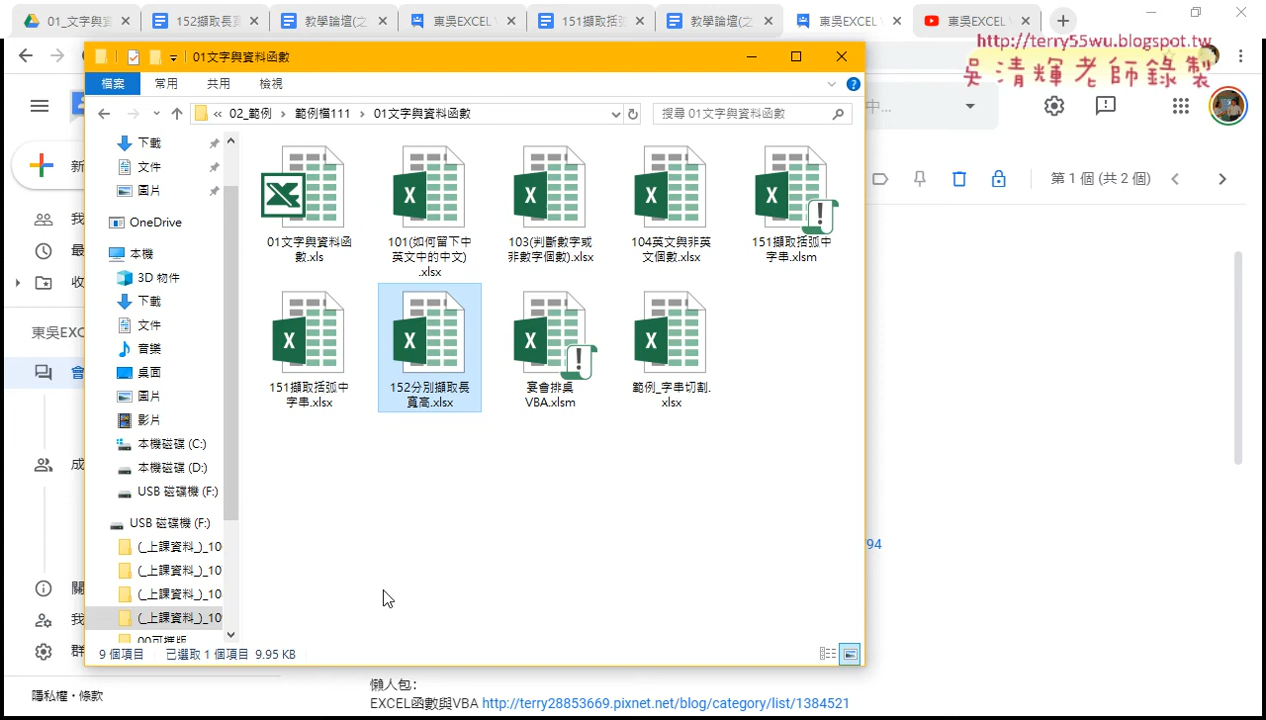 01_文字與
152擷取長寬
教學論壇(之
東吳EXCEL V
151擷取括弧
教學論壇(之
東吳EXCEL V
東吳EXCEL
http://terry55wu.blogspot.tw
吳清輝老師錄製
01文字與資料函數
檔案
常用
共用
檢視
02_範例
範例檔111
01文字與資料函數
搜尋 01文字與資料函數
中...
新
下載
文件
圖片
OneDrive
本機
3D 物件
下載
文件
音樂
桌面
圖片
影片
本機磁碟 (C:)
本機磁碟 (D:)
USB 磁碟機 (F:)
USB 磁碟機 (F:)
(_上課資料_)_10
(_上課資料_)_10
(_上課資料_)_10
(_上課資料_)_10
00可攜版
01文字與資料函
數.xls
101(如何留下中
英文中的中文)
.xlsx
103(判斷數字或
非數字個數).xlsx
104英文與非英
文個數.xlsx
151擷取括弧中
字串.xlsm
151擷取括弧中
字串.xlsx
152分別擷取長
寬高.xlsx
宴會排桌
VBA.xlsm
範例_字串切割.
xlsx
9 個項目
已選取 1 個項目 9.95 KB
我
最
收
東吳EXC
會
成
關
我
群
隱私權・條款
第 1 個 (共 2 個)
94
懶人包:
EXCEL函數與VBA http://terry28853669.pixnet.net/blog/category/list/1384521